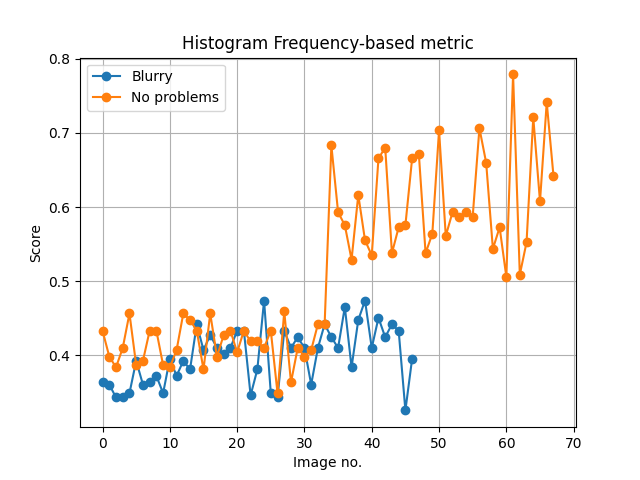 Histogram Frequency-based metric
Blurry
No problems
0.8
0.7
0.6
0.5
0.4
Score
0 10 20 30 40 50 60 70
Image no.